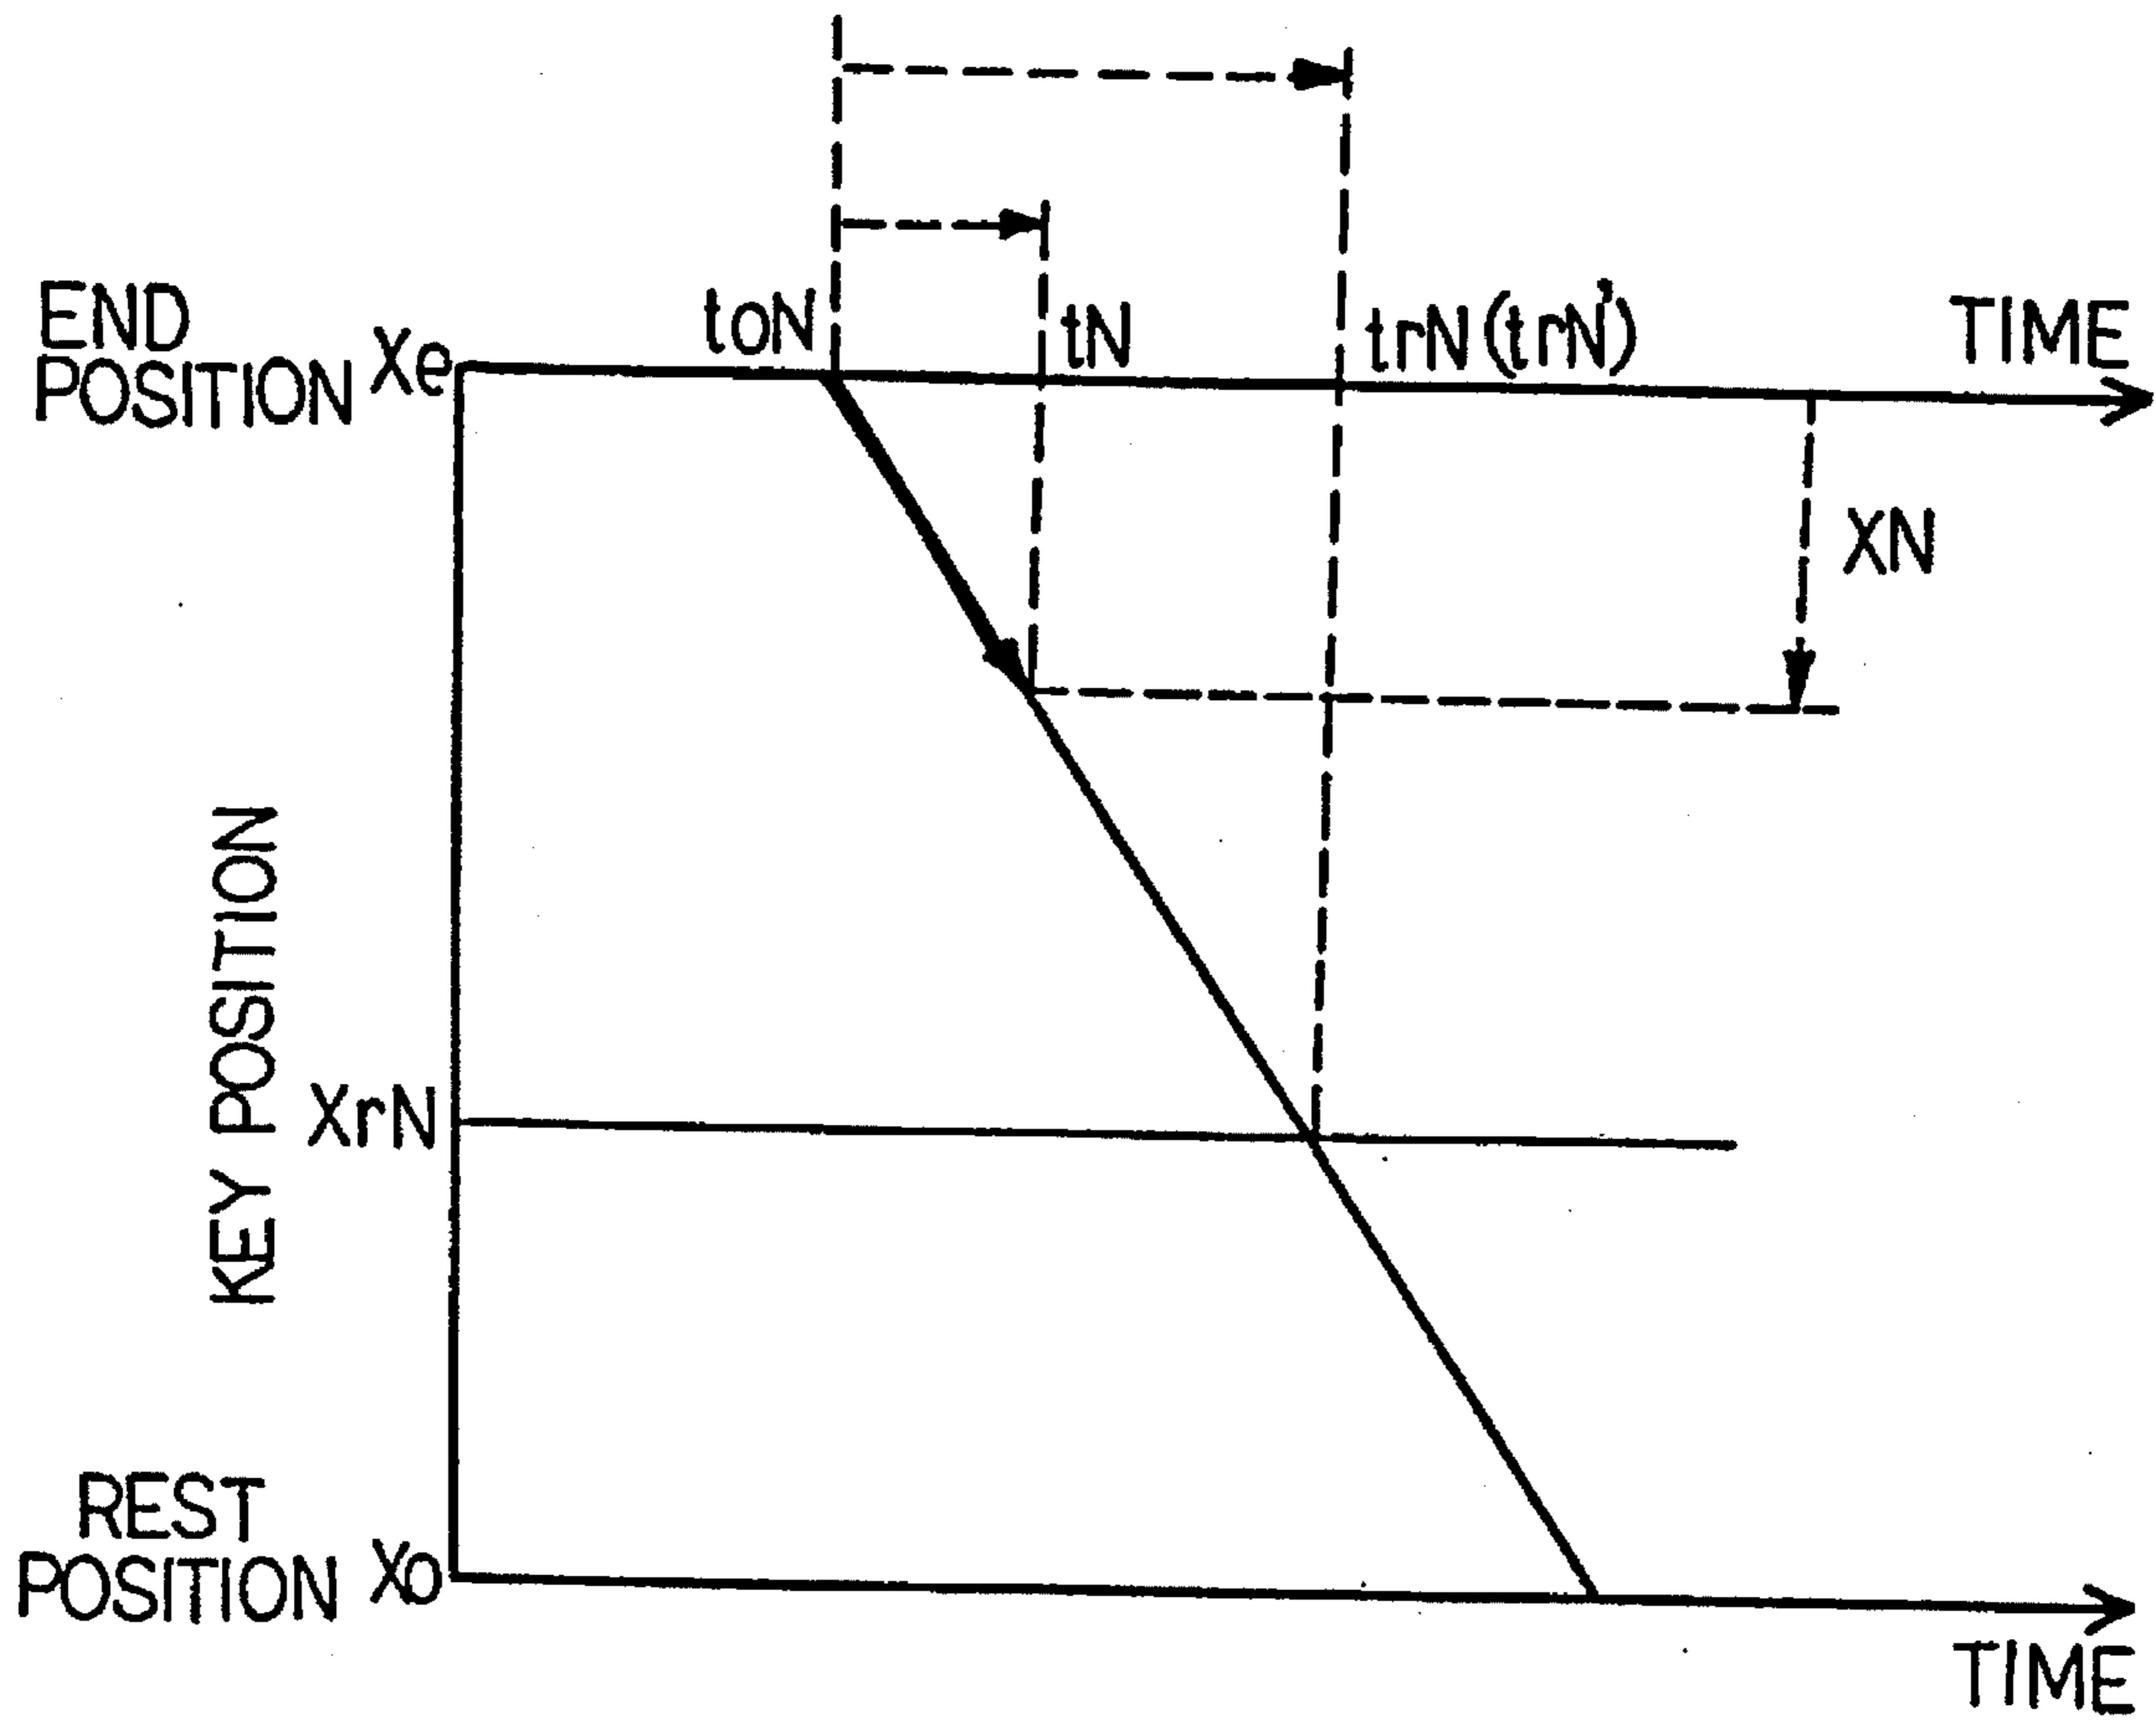 END
POSITION
Xe
toN
tN
trN(trN')
TIME
XN
KEY POSITION
XrN
REST
POSITION
Xo
TIME